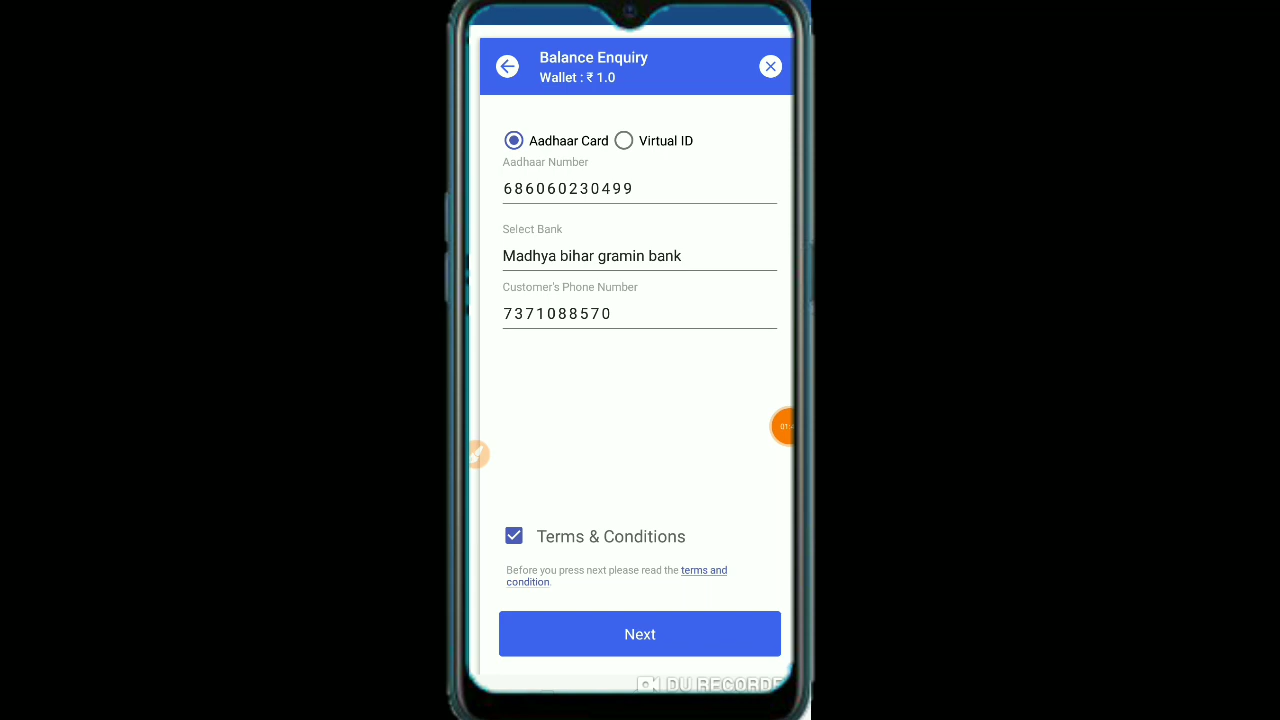 Balance Enquiry
Wallet : ₹ 1.0
Aadhaar Card Virtual ID
Aadhaar Number
686060230499
Select Bank
Madhya bihar gramin bank
Customer's Phone Number
7371088570
Terms & Conditions
Before you press next please read the terms and
condition.
Next
DU RECORDE